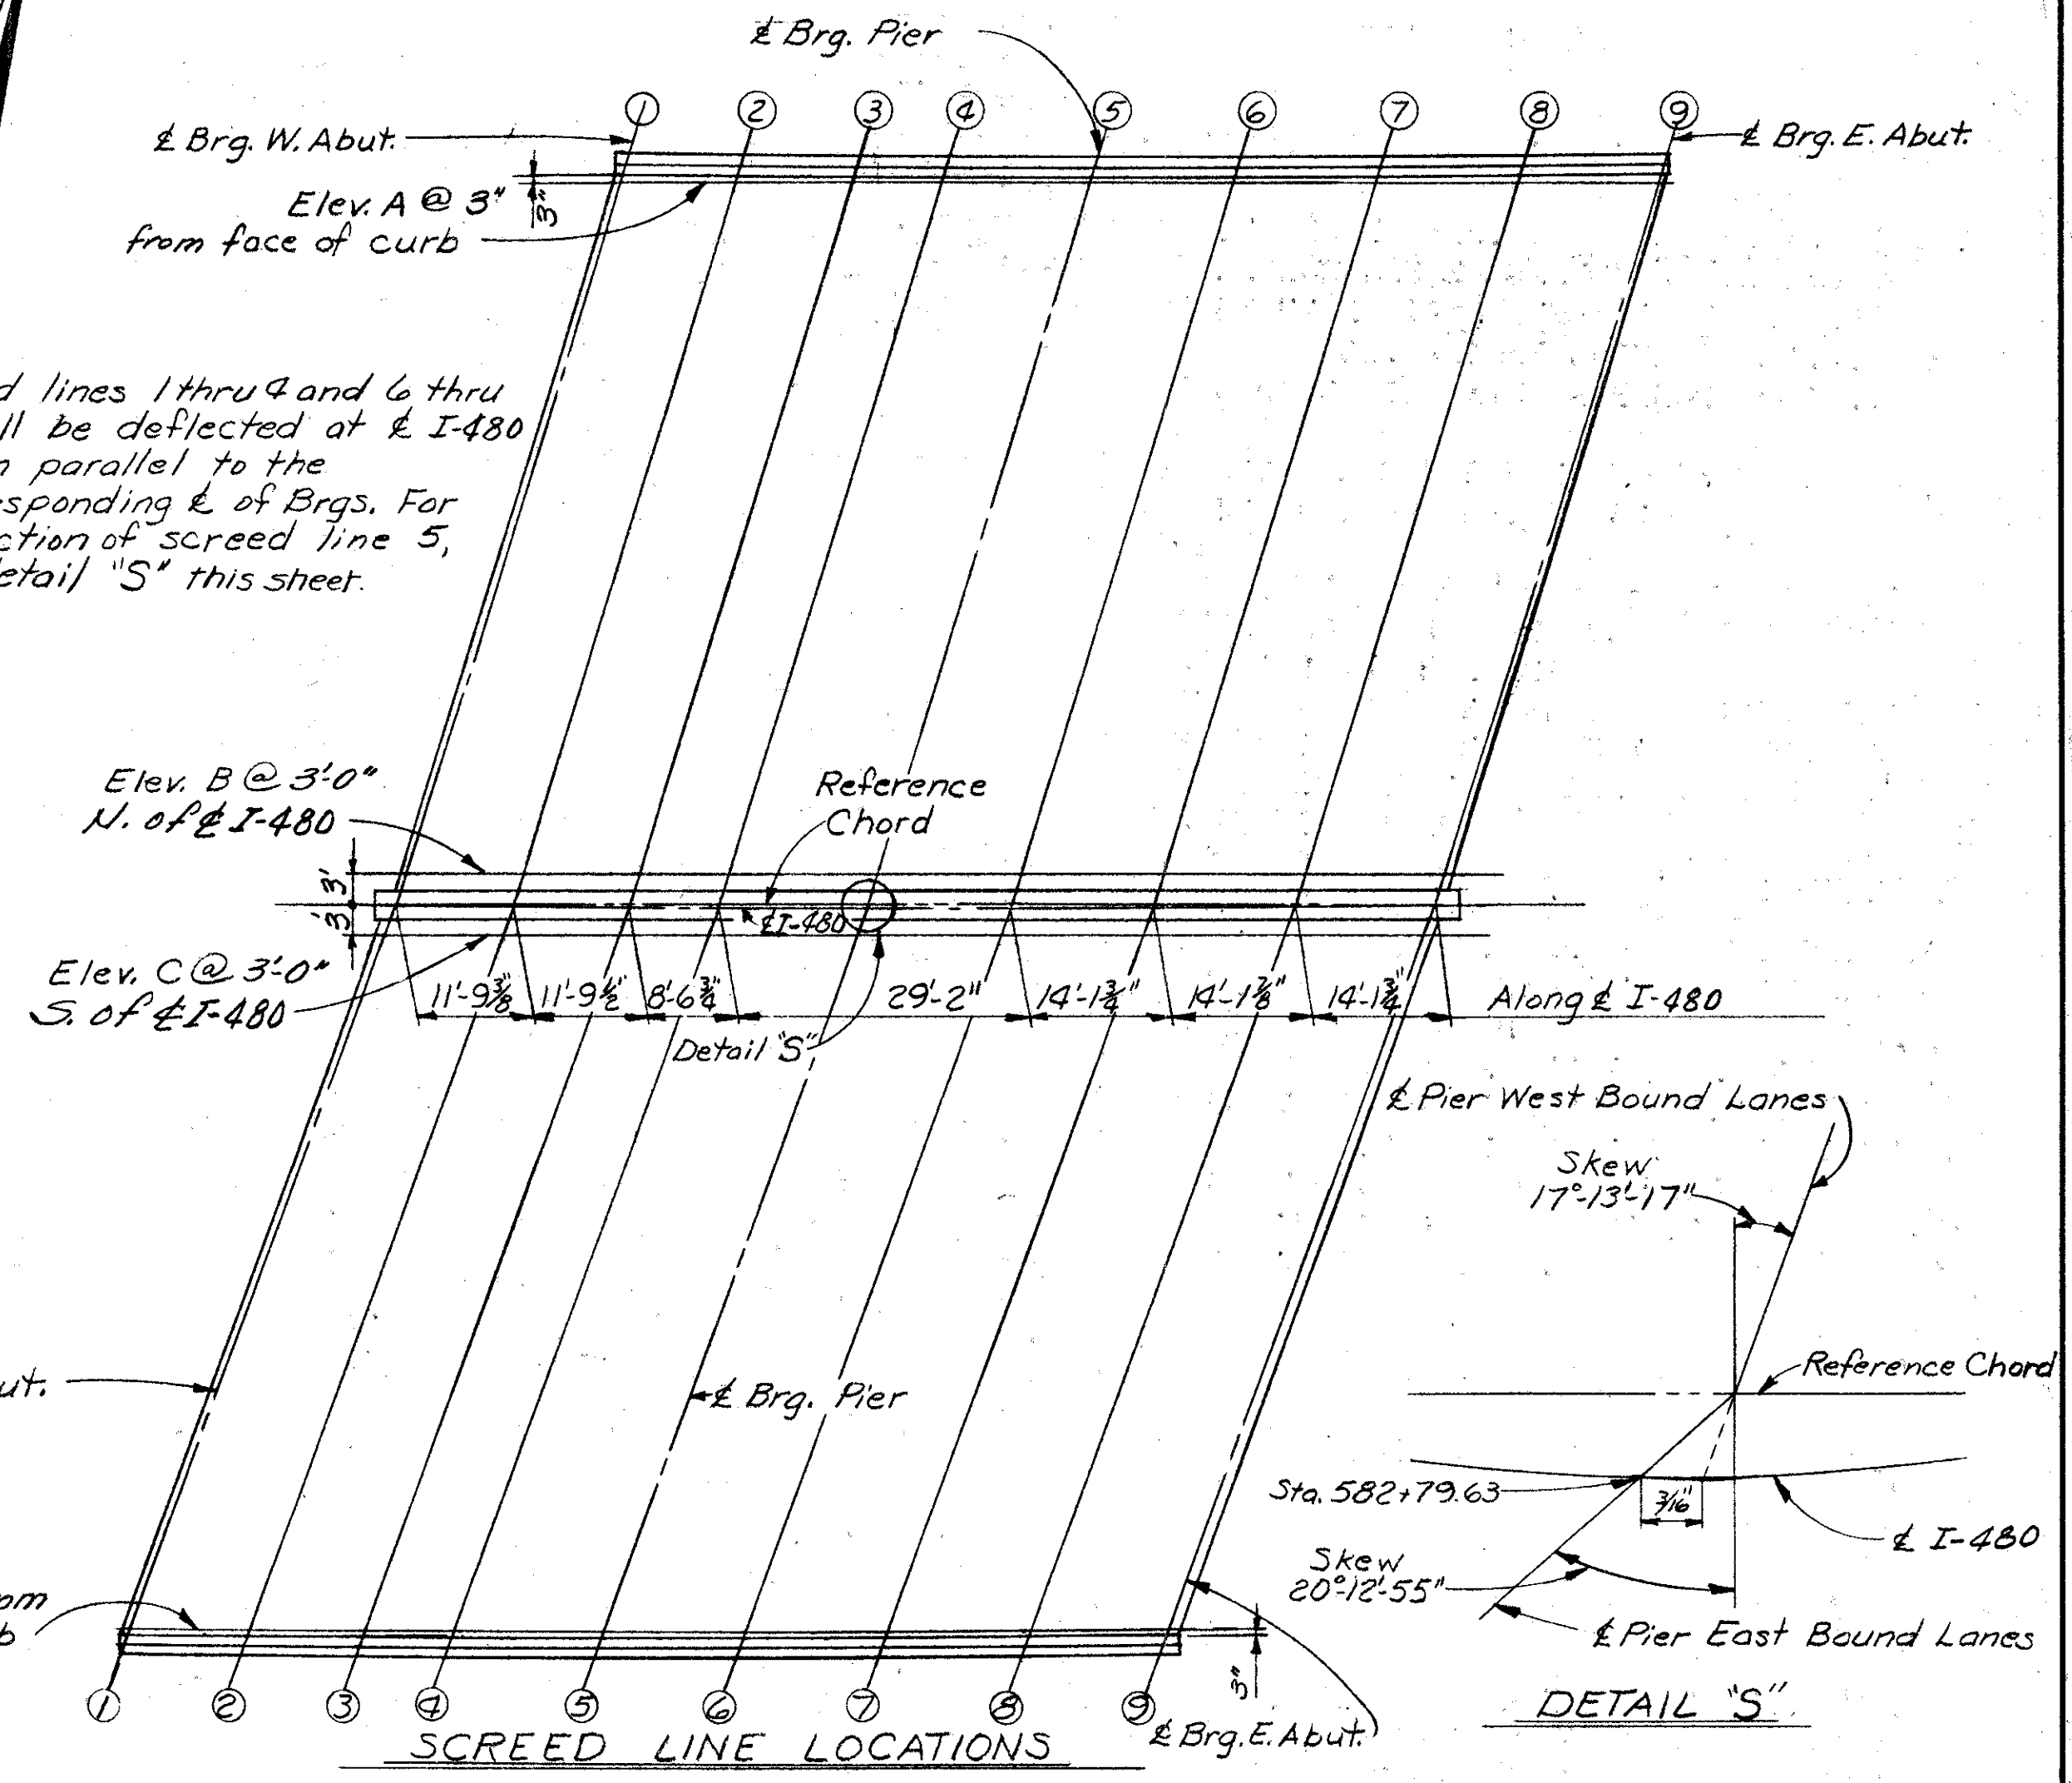 ℄ Brg. Pier
① ② ③ ④ ⑤ ⑥ ⑦ ⑧ ⑨
℄ Brg. W. Abut.
℄ Brg. E. Abut.
Elev. A @ 3"
from face of curb
3"
d lines 1 thru 4 and 6 thru
ll be deflected at ℄ I-480
n parallel to the
sponding ℄ of Brgs. For
ction of screed line 5,
etail "S" this sheet.
Elev. B @ 3'-0"
N. of ℄ I-480
Reference
Chord
3'
3'
℄ I-480
Elev. C @ 3'-0"
S. of ℄ I-480
11'-9⅜" 11'-9½" 8'-6¾" 29'-2" 14'-1¾" 14'-1⅞" 14'-1¾" Along ℄ I-480
Detail "S"
℄ Pier West Bound Lanes
Skew
17°-13'-17"
Reference Chord
ut.
℄ Brg. Pier
Sta. 582+79.63
3/16"
℄ I-480
Skew
20°-12'-55"
℄ Pier East Bound Lanes
om
b
3"
① ② ③ ④ ⑤ ⑥ ⑦ ⑧ ⑨
℄ Brg. E. Abut.
SCREED LINE LOCATIONS
DETAIL "S"